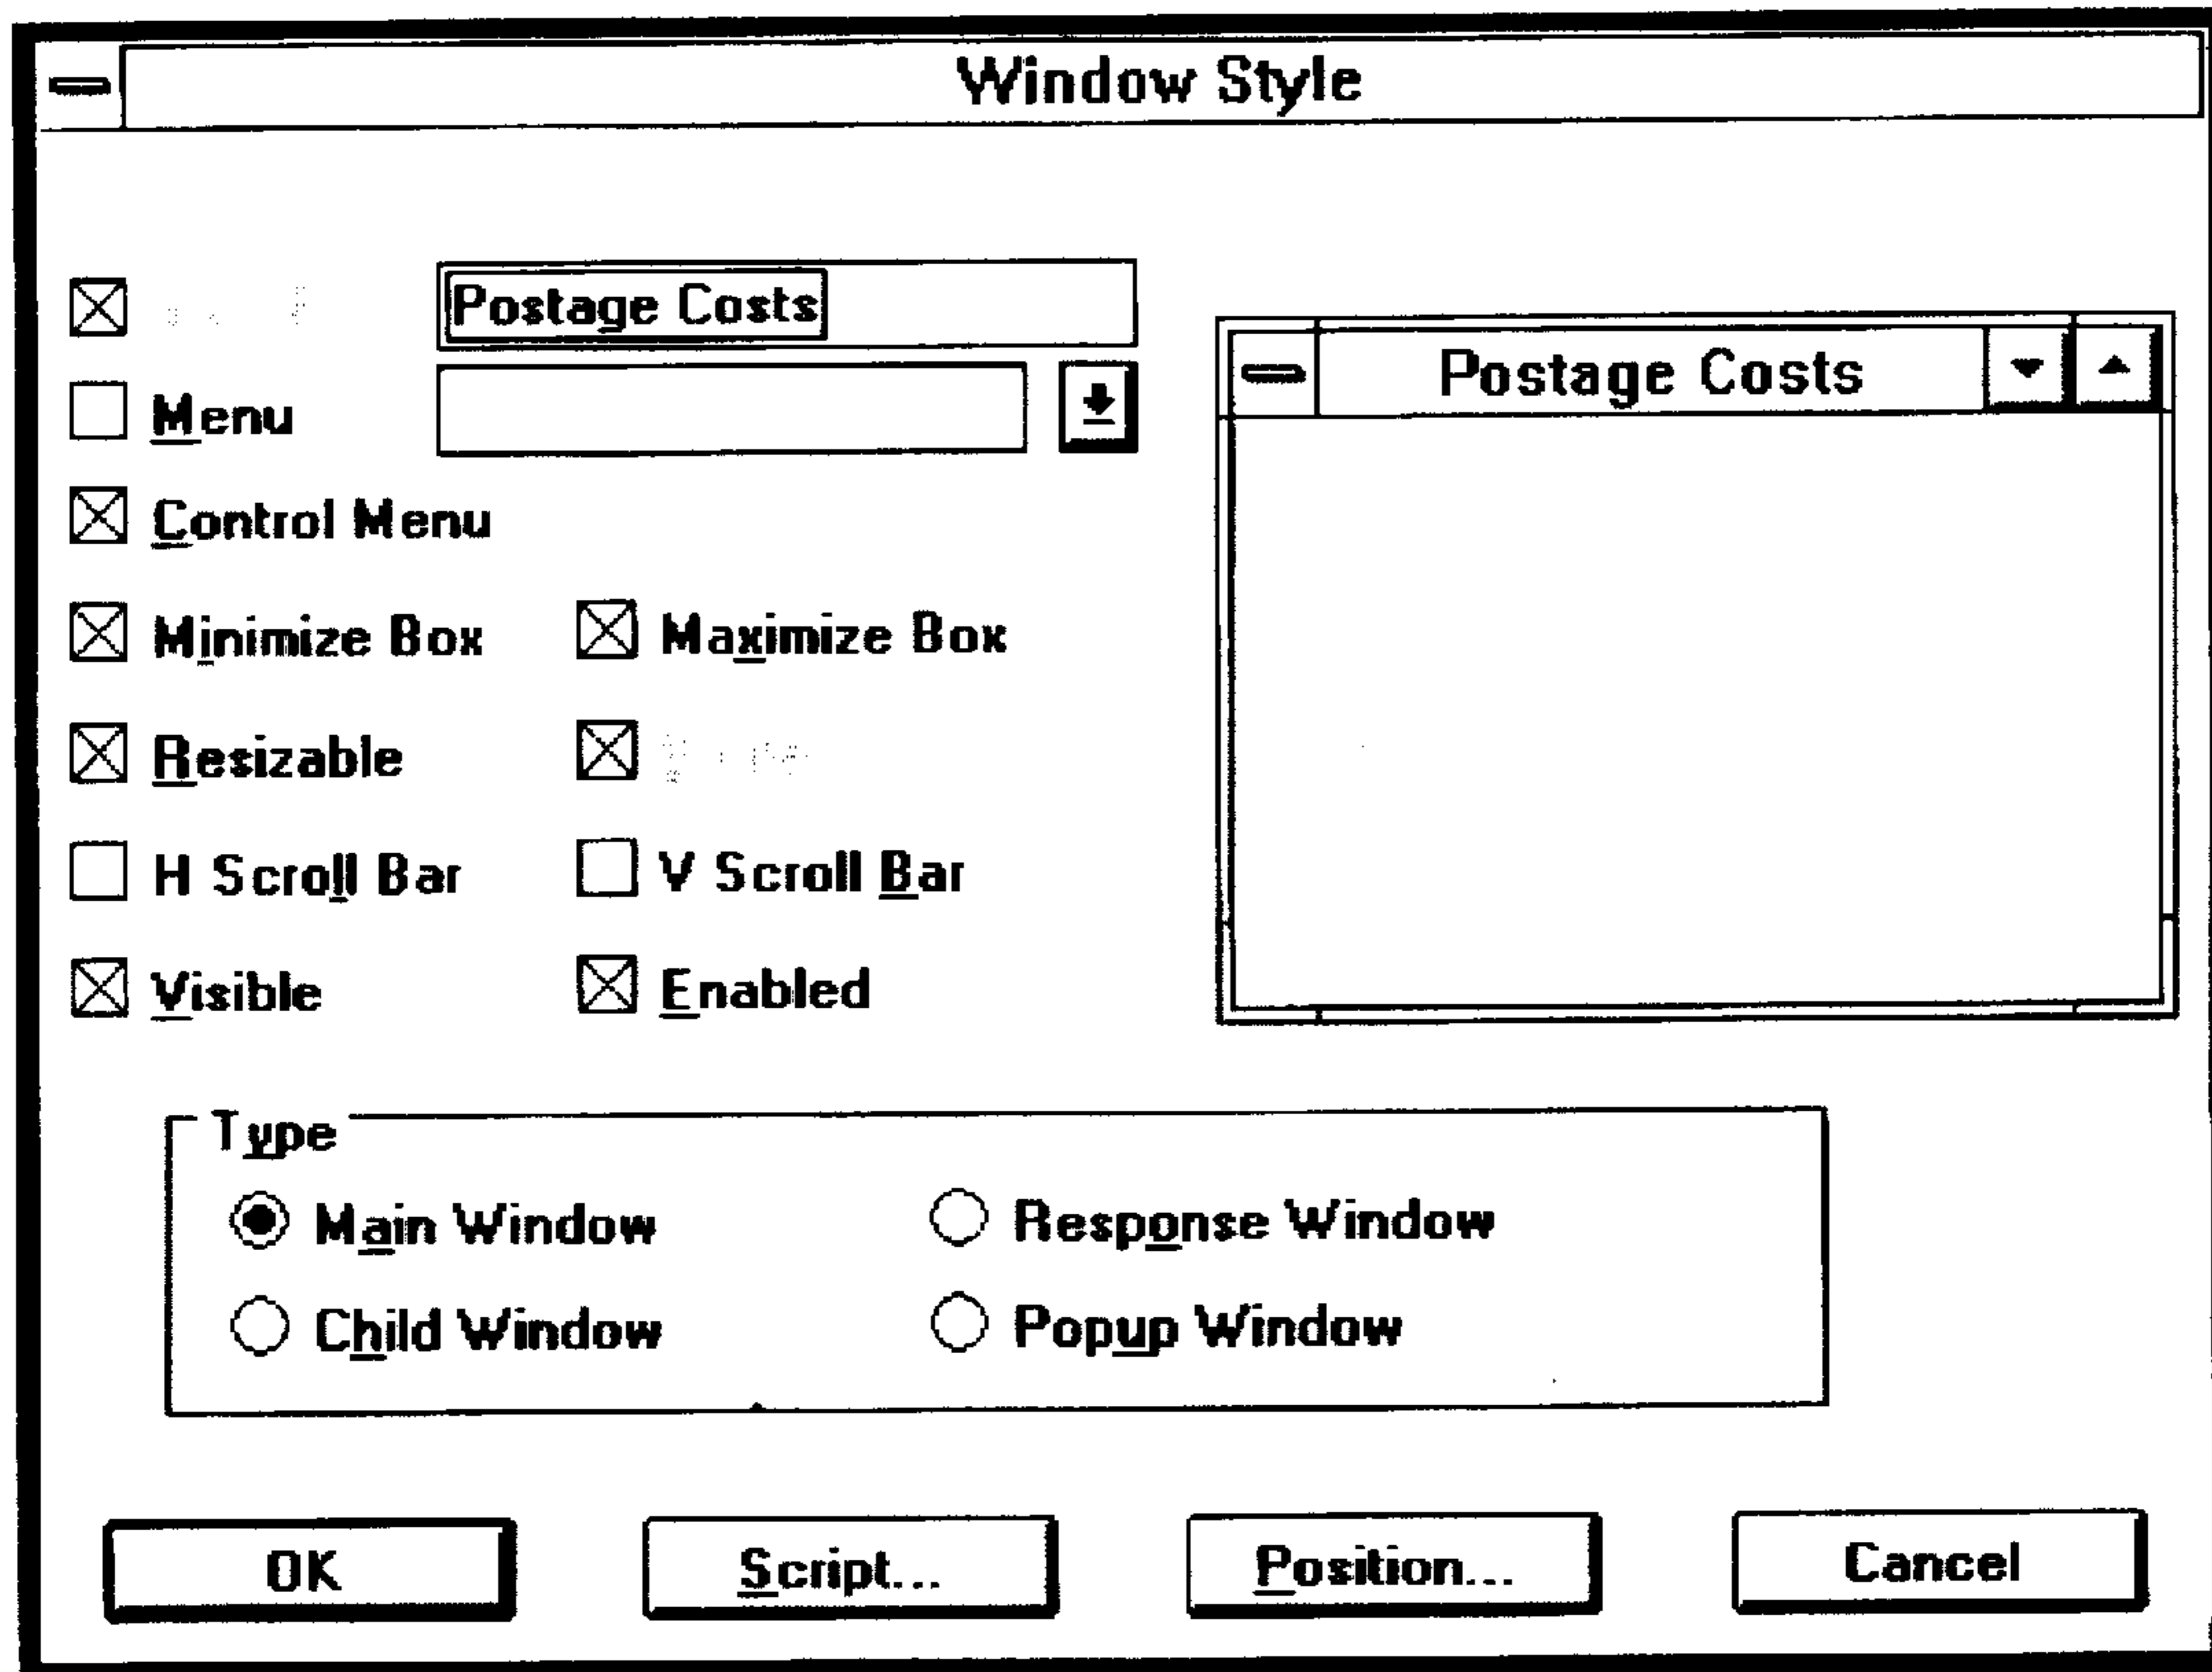 Window Style
Postage Costs
Postage Costs
Menu
Control Menu
Minimize Box Maximize Box
Resizable
H Scroll Bar V Scroll Bar
Visible Enabled
Type
Main Window Response Window
Child Window Popup Window
OK Script... Position... Cancel